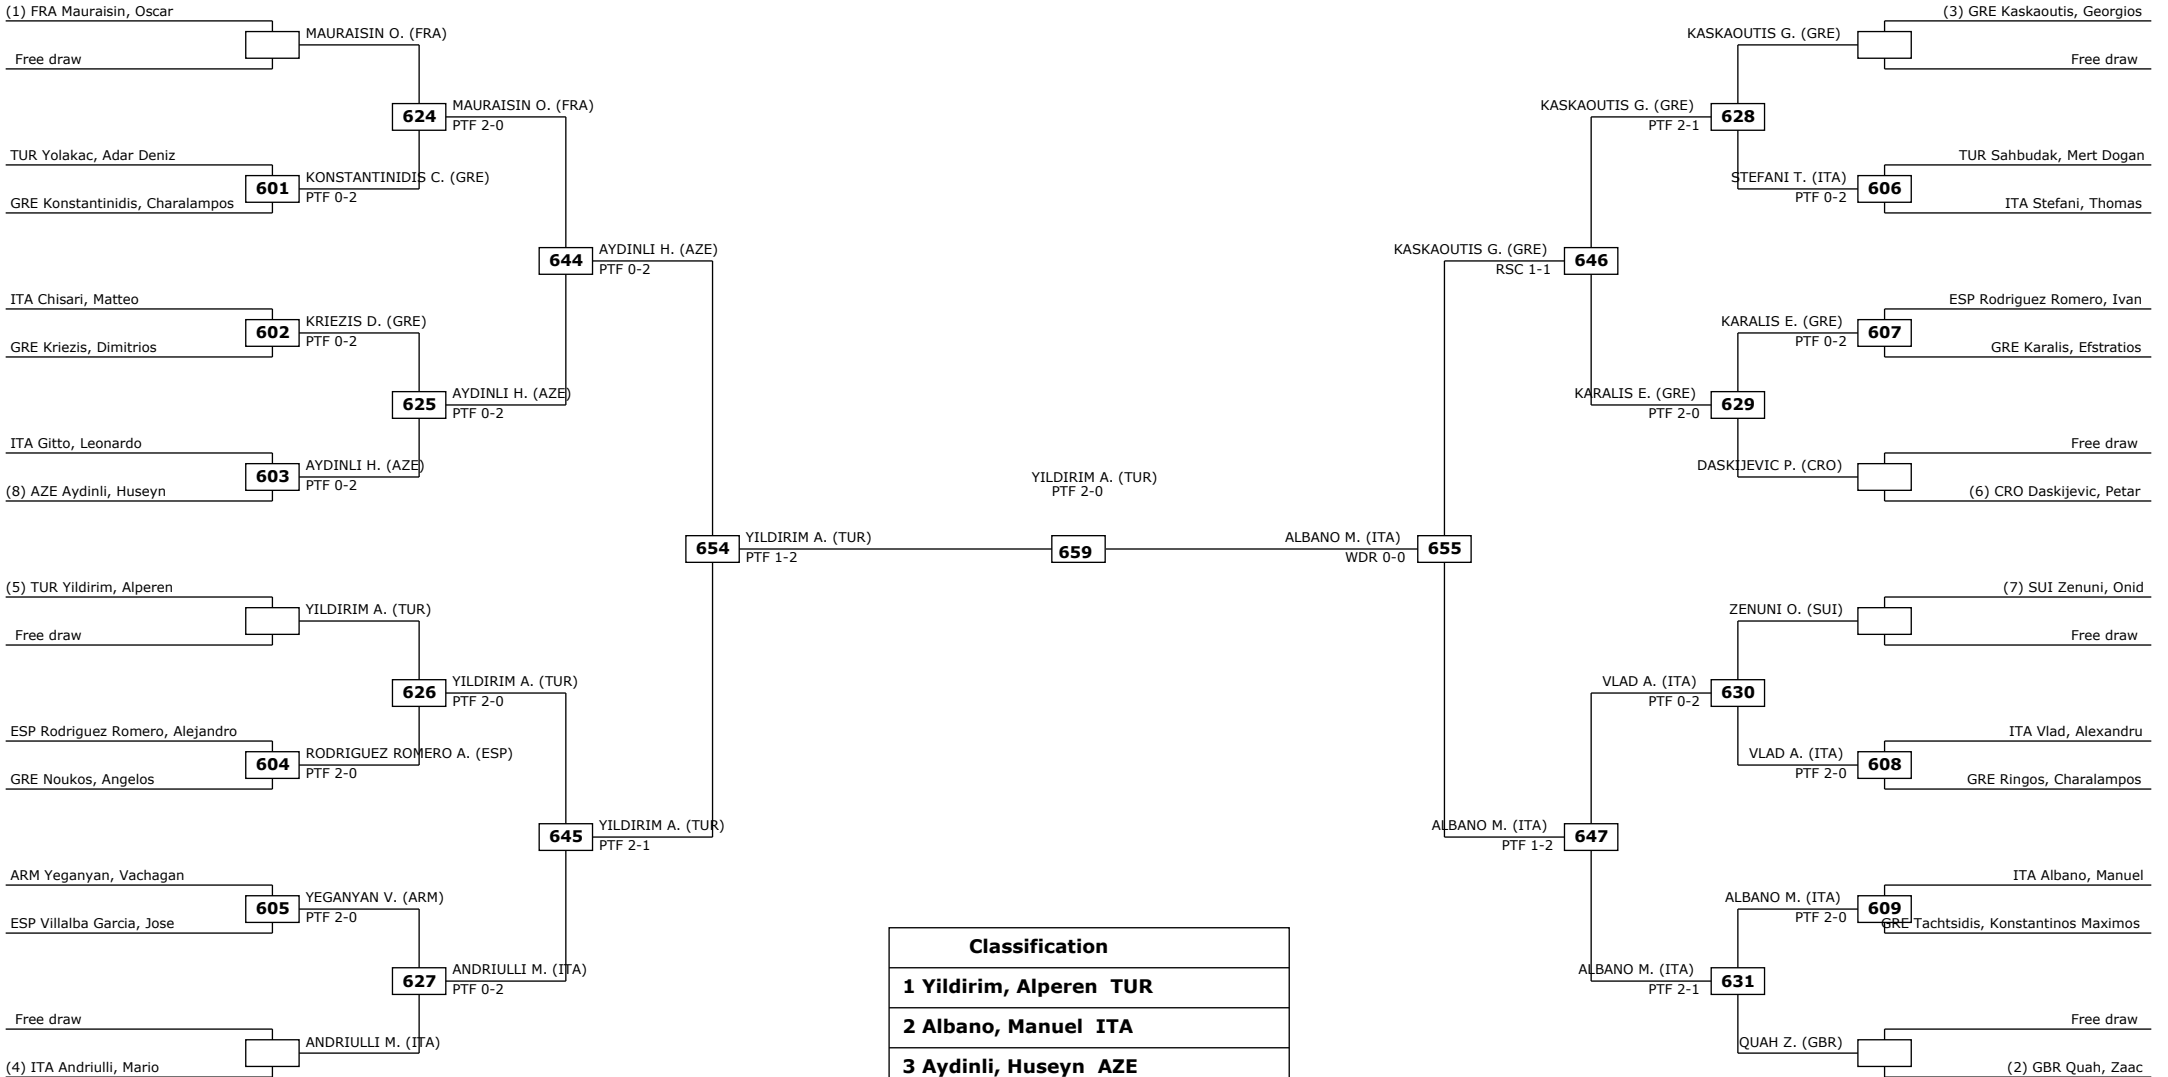 (1) FRA Mauraisin, Oscar
MAURAISIN O. (FRA)
Free draw
624
MAURAISIN O. (FRA)
PTF 2-0
TUR Yolakac, Adar Deniz
601
KONSTANTINIDIS C. (GRE)
PTF 0-2
GRE Konstantinidis, Charalampos
644
AYDINLI H. (AZE)
PTF 0-2
ITA Chisari, Matteo
602
KRIEZIS D. (GRE)
PTF 0-2
GRE Kriezis, Dimitrios
625
AYDINLI H. (AZE)
PTF 0-2
ITA Gitto, Leonardo
603
AYDINLI H. (AZE)
PTF 0-2
(8) AZE Aydinli, Huseyn
654
YILDIRIM A. (TUR)
PTF 1-2
(5) TUR Yildirim, Alperen
YILDIRIM A. (TUR)
Free draw
626
YILDIRIM A. (TUR)
PTF 2-0
ESP Rodriguez Romero, Alejandro
604
RODRIGUEZ ROMERO A. (ESP)
PTF 2-0
GRE Noukos, Angelos
645
YILDIRIM A. (TUR)
PTF 2-1
ARM Yeganyan, Vachagan
605
YEGANYAN V. (ARM)
PTF 2-0
ESP Villalba Garcia, Jose
627
ANDRIULLI M. (ITA)
PTF 0-2
Free draw
ANDRIULLI M. (ITA)
(4) ITA Andriulli, Mario
YILDIRIM A. (TUR)
PTF 2-0
659
(3) GRE Kaskaoutis, Georgios
KASKAOUTIS G. (GRE)
Free draw
KASKAOUTIS G. (GRE)
PTF 2-1
628
TUR Sahbudak, Mert Dogan
STEFANI T. (ITA)
PTF 0-2
606
ITA Stefani, Thomas
KASKAOUTIS G. (GRE)
RSC 1-1
646
ESP Rodriguez Romero, Ivan
KARALIS E. (GRE)
PTF 0-2
607
GRE Karalis, Efstratios
KARALIS E. (GRE)
PTF 2-0
629
Free draw
DASKIJEVIC P. (CRO)
(6) CRO Daskijevic, Petar
ALBANO M. (ITA)
WDR 0-0
655
(7) SUI Zenuni, Onid
ZENUNI O. (SUI)
Free draw
VLAD A. (ITA)
PTF 0-2
630
ITA Vlad, Alexandru
VLAD A. (ITA)
PTF 2-0
608
GRE Ringos, Charalampos
ALBANO M. (ITA)
PTF 1-2
647
ITA Albano, Manuel
ALBANO M. (ITA)
PTF 2-0
609
GRE Tachtsidis, Konstantinos Maximos
ALBANO M. (ITA)
PTF 2-1
631
Free draw
QUAH Z. (GBR)
(2) GBR Quah, Zaac
Classification
1 Yildirim, Alperen TUR
2 Albano, Manuel ITA
3 Aydinli, Huseyn AZE